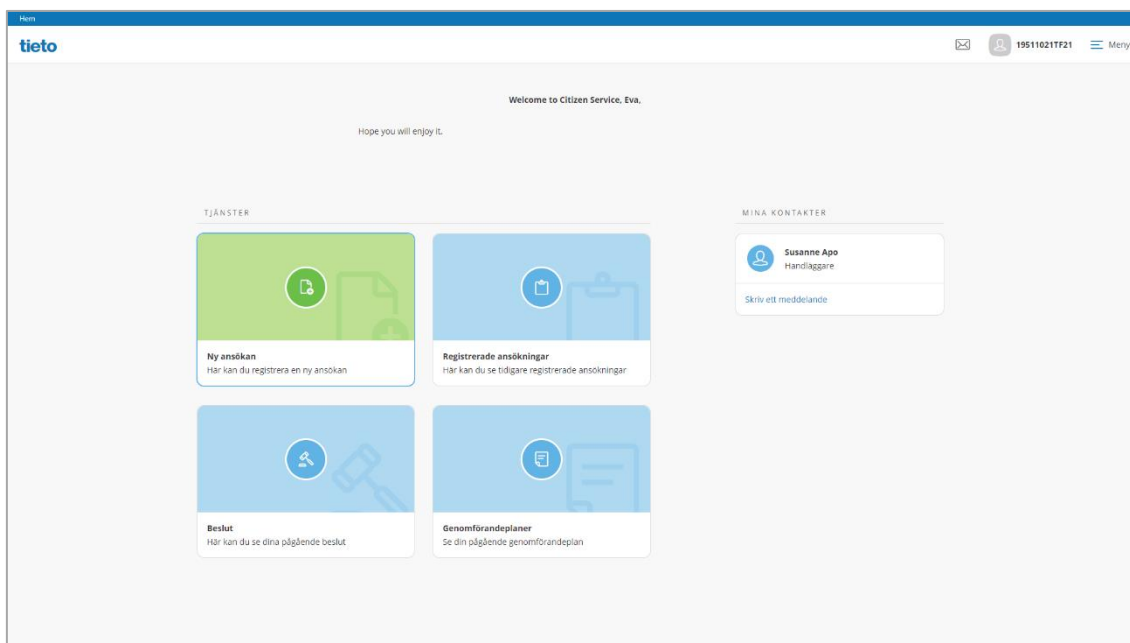 Hem
tieto
19511021TF21
Meny
Welcome to Citizen Service, Eva,
Hope you will enjoy it.
TJÄNSTER
Ny ansökan
Här kan du registrera en ny ansökan
Registrerade ansökningar
Här kan du se tidigare registrerade ansökningar
Beslut
Här kan du se dina pågående beslut
Genomförandeplaner
Se din pågående genomförandeplan
MINA KONTAKTER
Susanne Apo
Handläggare
Skriv ett meddelande